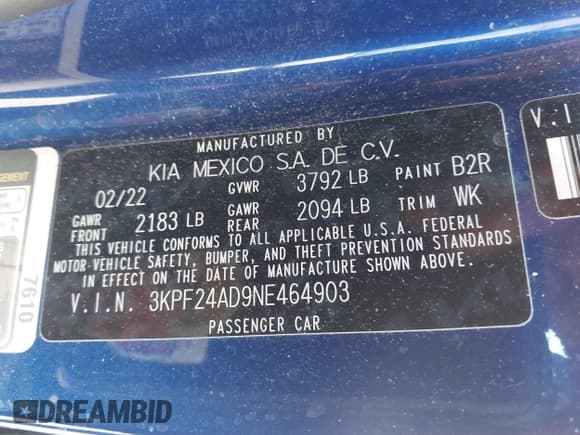 MANUFACTURED BY
KIA MEXICO S.A. DE C.V.
02/22 GVWR 3792 LB PAINT B2R
GAWR FRONT 2183 LB GAWR REAR 2094 LB TRIM WK
THIS VEHICLE CONFORMS TO ALL APPLICABLE U.S.A. FEDERAL
MOTOR VEHICLE SAFETY, BUMPER, AND THEFT PREVENTION STANDARDS
IN EFFECT ON THE DATE OF MANUFACTURE SHOWN ABOVE.
V.I.N. 3KPF24AD9NE464903
PASSENGER CAR
V.I
7610
DREAMBID